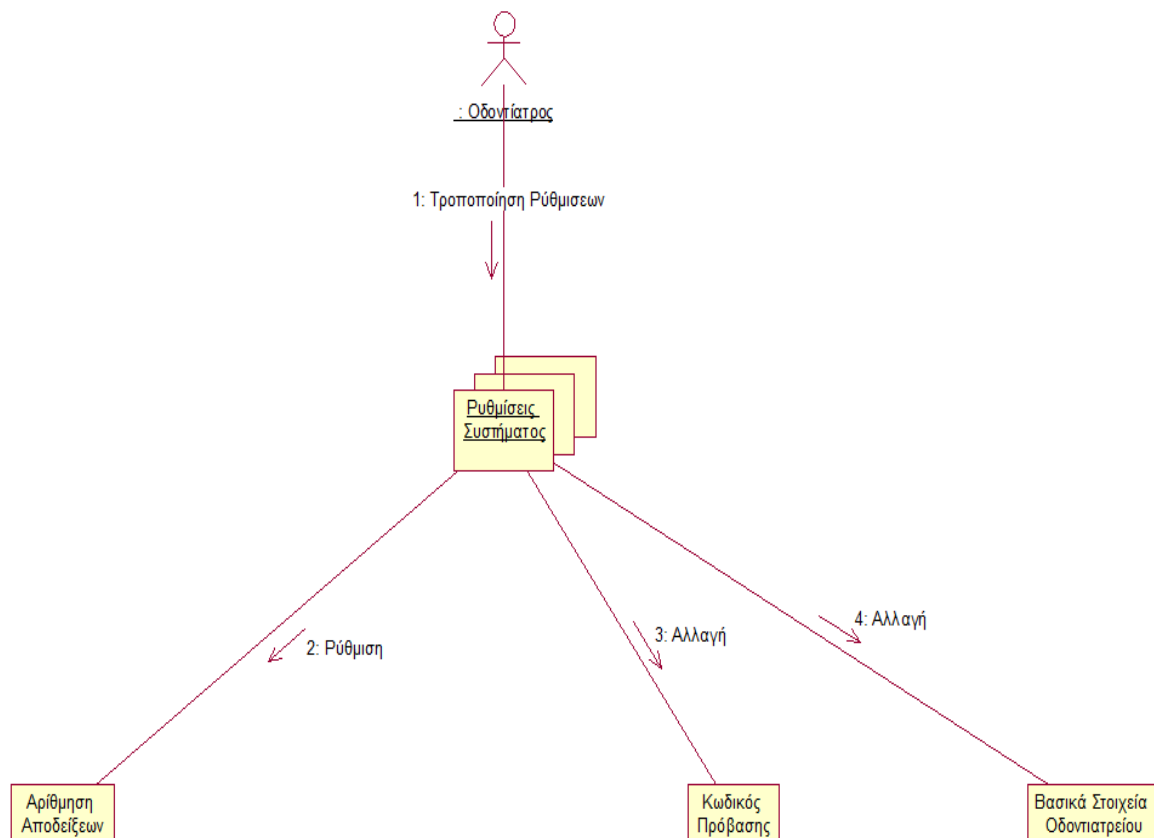 : Οδοντίατρος
1: Τροποποίηση Ρύθμισεων
Ρυθμίσεις
Συστήματος
2: Ρύθμιση
3: Αλλαγή
4: Αλλαγή
Αρίθμηση
Αποδείξεων
Κωδικός
Πρόβασης
Βασικά Στοιχεία
Οδοντιατρείου